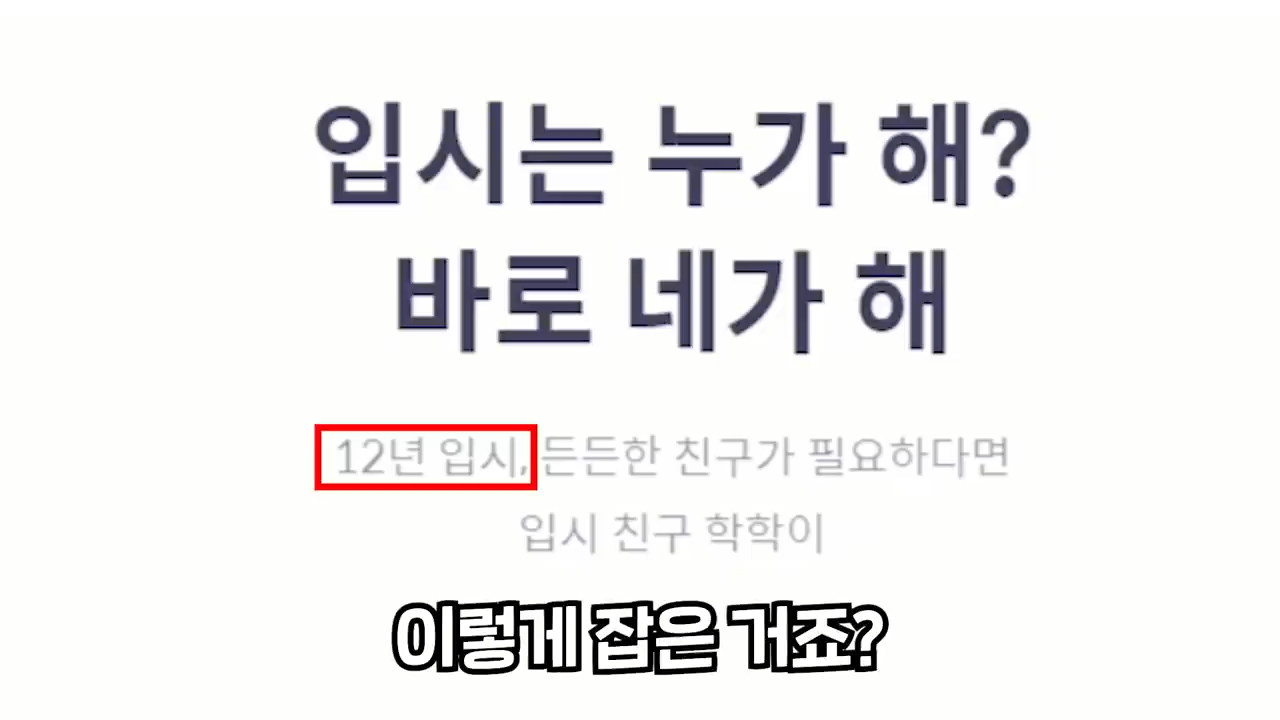 입시는 누가 해?
바로 네가 해
12년 입시, 든든한 친구가 필요하다면
입시 친구 학학이
이렇게 잡은 거죠?